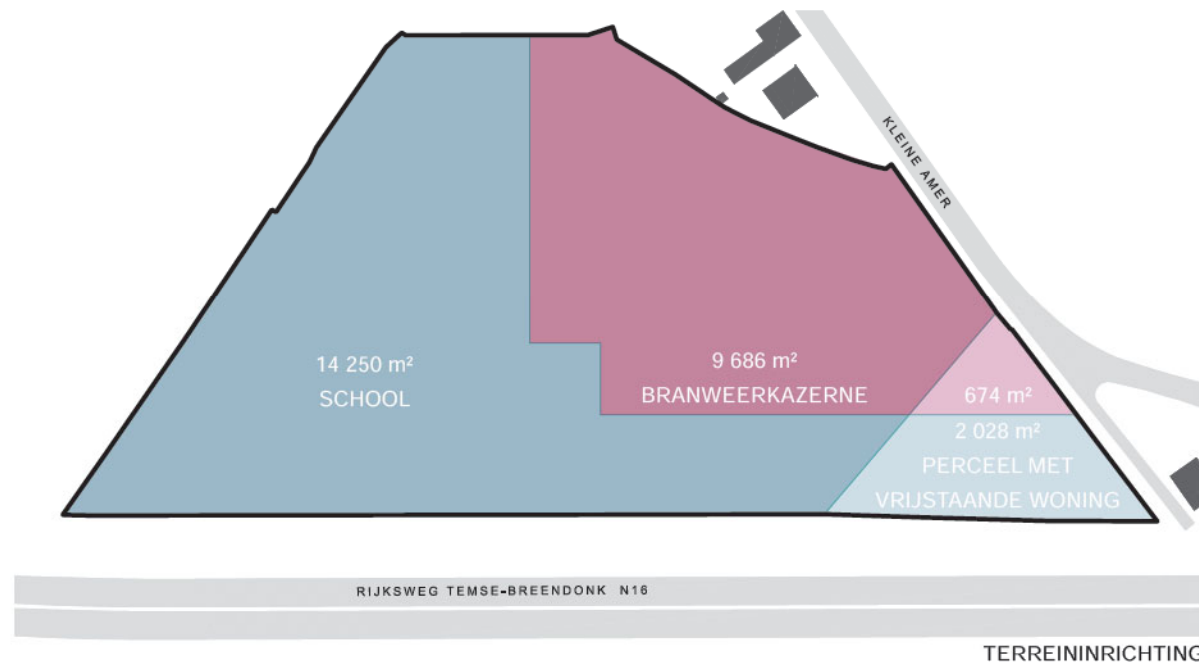 KLEINE AMER
14 250 m²
SCHOOL
9 686 m²
BRANWEERKAZERNE
674 m²
2 028 m²
PERCEEL MET
VRIJSTAANDE WONING
RIJKSWEG TEMSE-BREENDONK N16
TERREININRICHTING